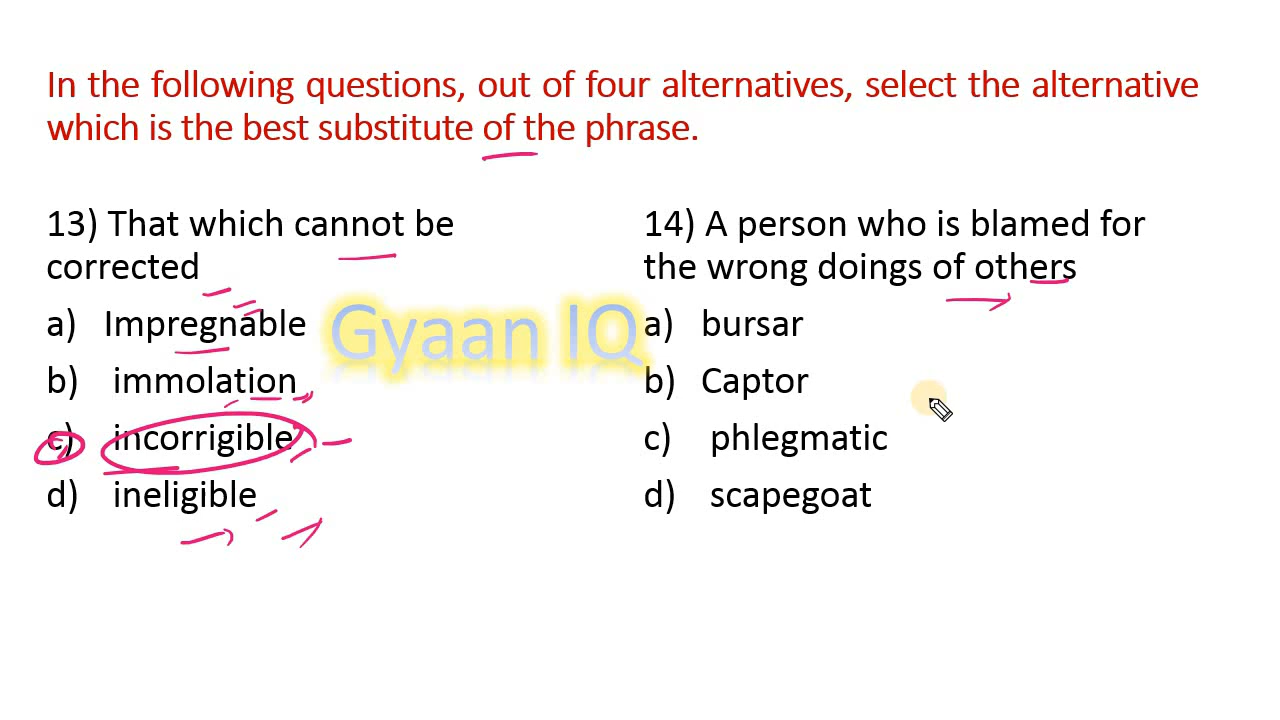 In the following questions, out of four alternatives, select the alternative
which is the best substitute of the phrase.
13) That which cannot be
corrected
a) Impregnable
b) immolation
c) incorrigible
d) ineligible
Gyaan IQ
14) A person who is blamed for
the wrong doings of others
a) bursar
b) Captor
c) phlegmatic
d) scapegoat